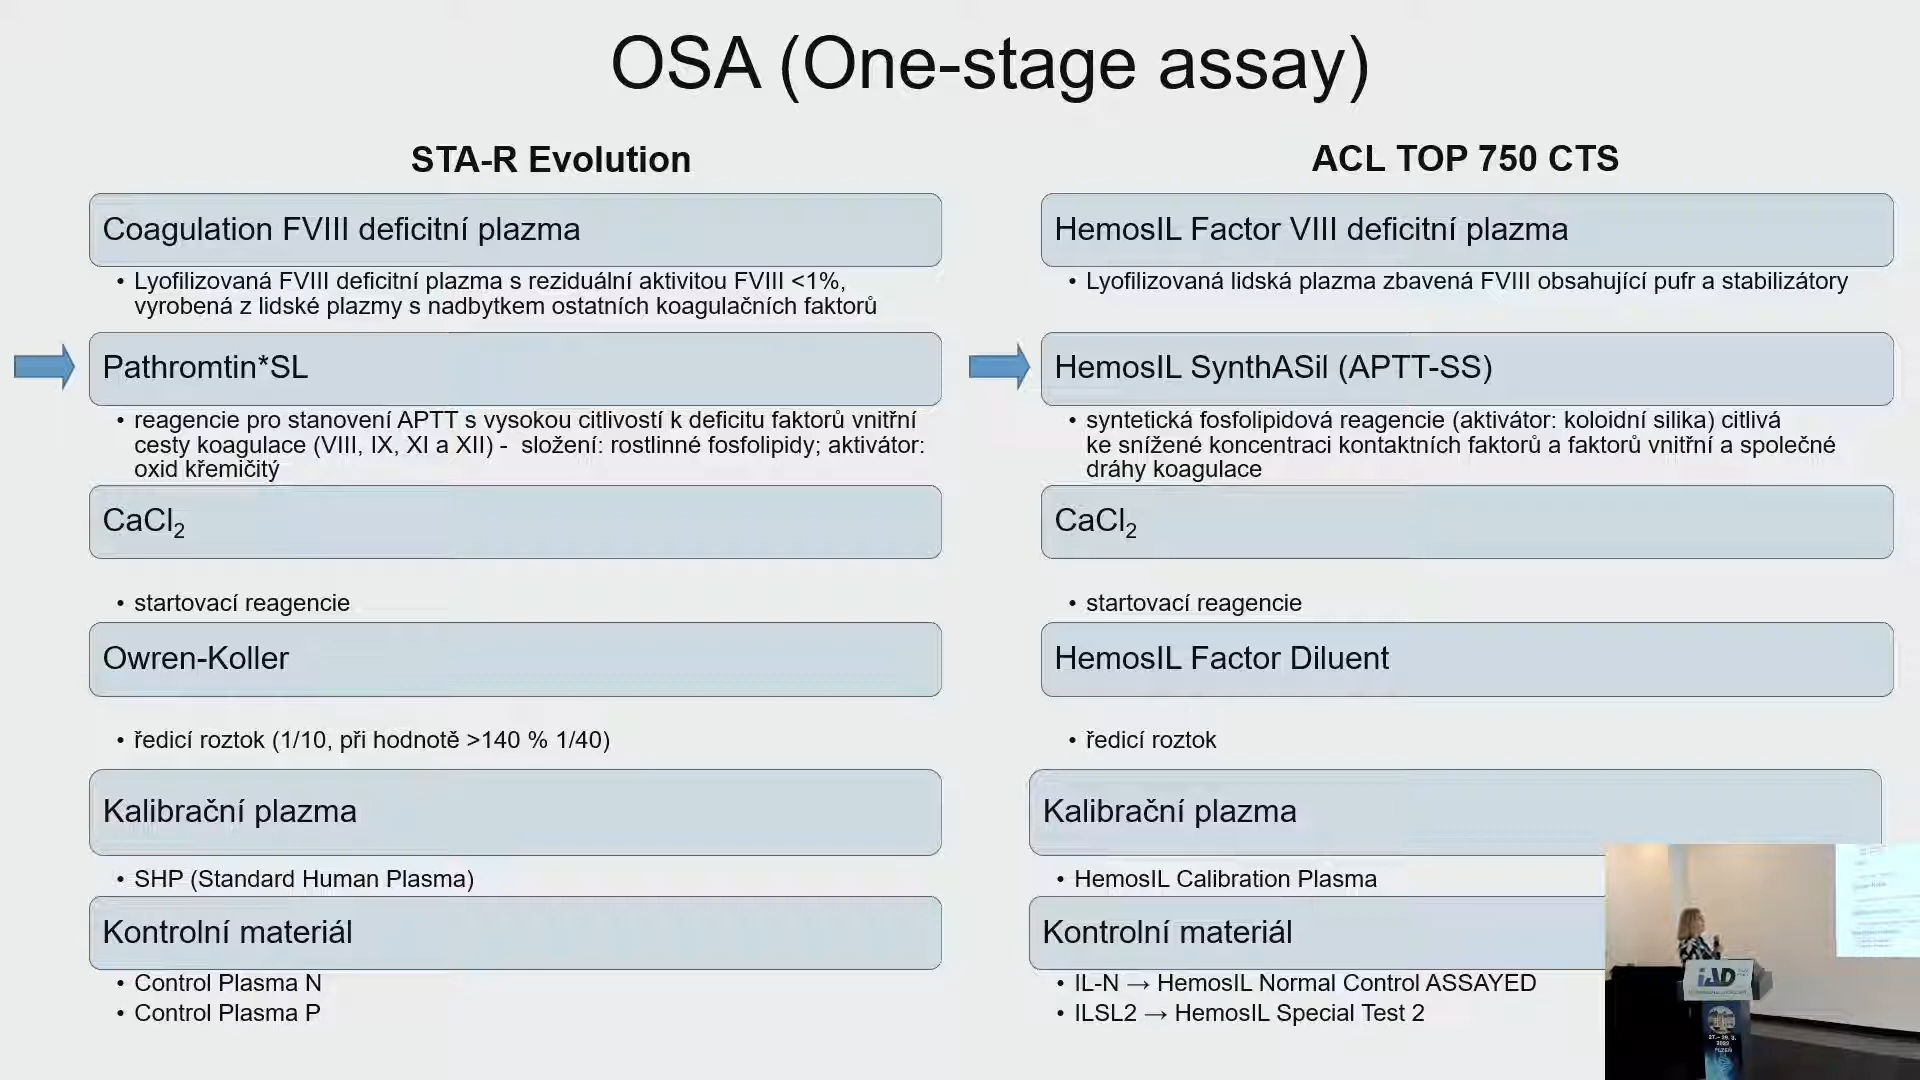 OSA (One-stage assay)
STA-R Evolution
Coagulation FVIII deficitní plazma
• Lyofilizovaná FVIII deficitní plazma s reziduální aktivitou FVIII <1%,
vyrobená z lidské plazmy s nadbytkem ostatních koagulačních faktorů
Pathromtin*SL
• reagencie pro stanovení APTT s vysokou citlivostí k deficitu faktorů vnitřní
cesty koagulace (VIII, IX, XI a XII) - složení: rostlinné fosfolipidy; aktivátor:
oxid křemičitý
CaCl₂
• startovací reagencie
Owren-Koller
• ředicí roztok (1/10, při hodnotě >140 % 1/40)
Kalibrační plazma
• SHP (Standard Human Plasma)
Kontrolní materiál
• Control Plasma N
• Control Plasma P
ACL TOP 750 CTS
HemosIL Factor VIII deficitní plazma
• Lyofilizovaná lidská plazma zbavená FVIII obsahující pufr a stabilizátory
HemosIL SynthASil (APTT-SS)
• syntetická fosfolipidová reagencie (aktivátor: koloidní silika) citlivá
ke snížené koncentraci kontaktních faktorů a faktorů vnitřní a společné
dráhy koagulace
CaCl₂
• startovací reagencie
HemosIL Factor Diluent
• ředicí roztok
Kalibrační plazma
• HemosIL Calibration Plasma
Kontrolní materiál
• IL-N → HemosIL Normal Control ASSAYED
• ILSL2 → HemosIL Special Test 2
iAD